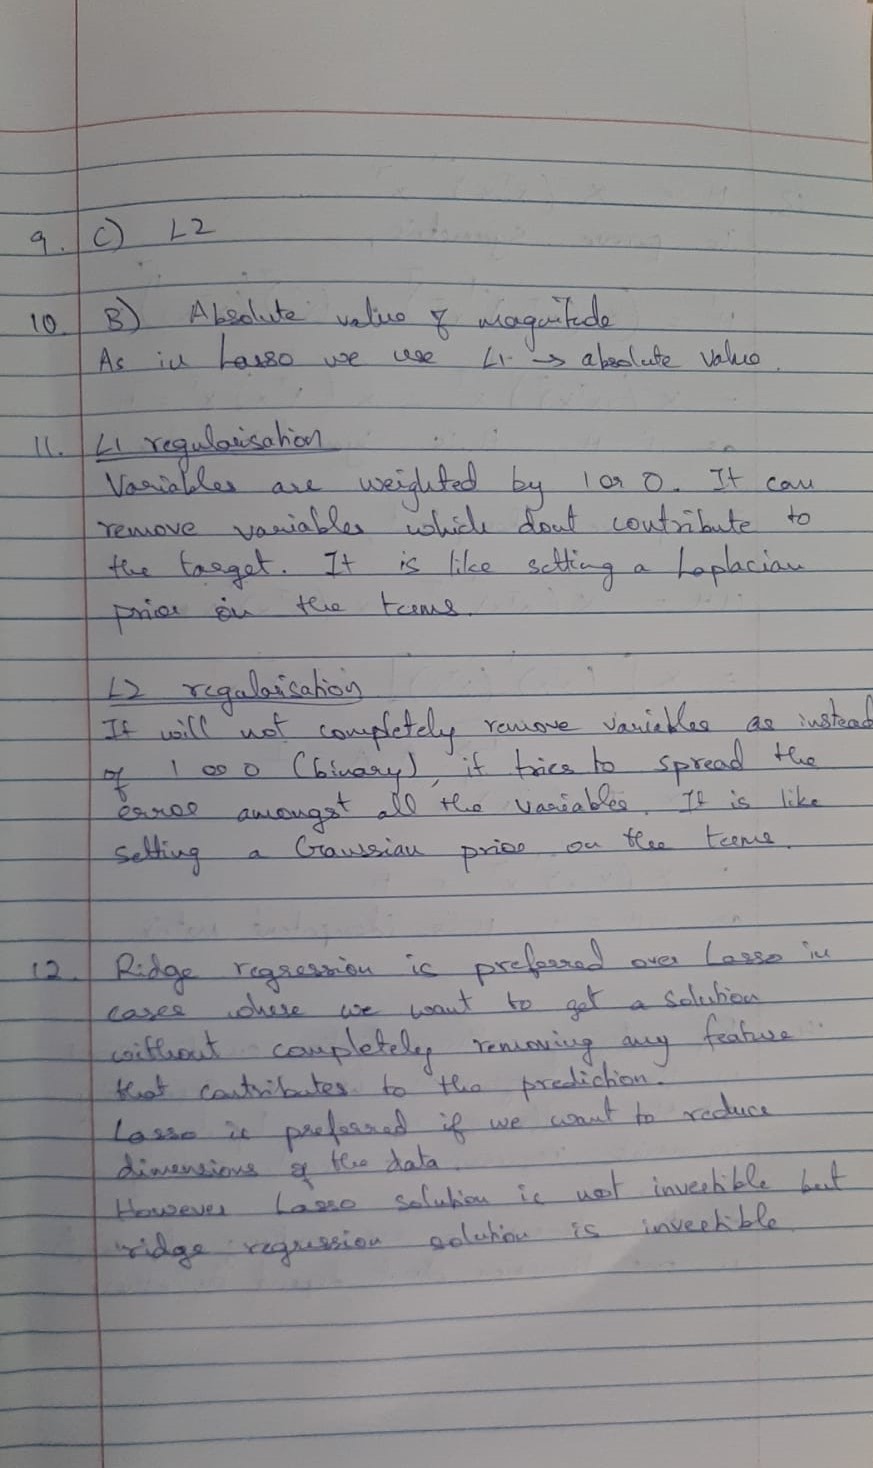 9. C) L2
10. B) Absolute value of magnitude
As in Lasso we use L1 → absolute value.
11. L1 regularisation
Variables are weighted by 1 or 0. It can
remove variables which dont contribute to
the target. It is like setting a Laplacian
prior on the terms.
L2 regularisation
It will not completely remove variables as instead
of 1 or 0 (binary), it tries to spread the
error amongst all the variables. It is like
setting a Gaussian prior on the terms.
12. Ridge regression is preferred over Lasso in
cases where we want to get a solution
without completely removing any feature
that contributes to the prediction.
Lasso is preferred if we want to reduce
dimensions of the data.
However Lasso solution is not invertible but
ridge regression solution is invertible